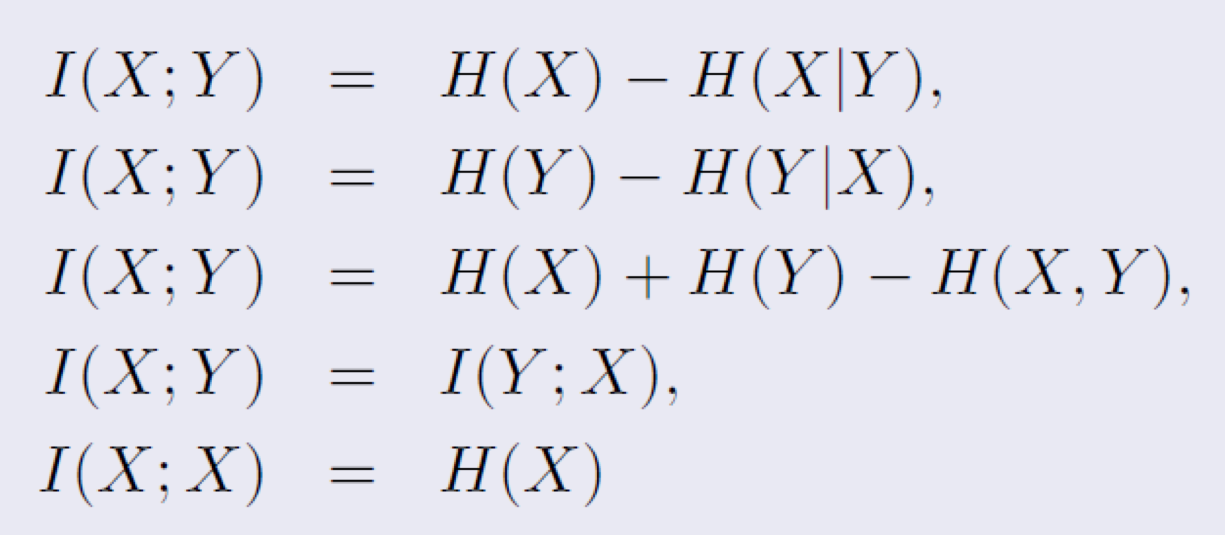 I(X;Y) = H(X) − H(X|Y),
I(X;Y) = H(Y) − H(Y|X),
I(X;Y) = H(X) + H(Y) − H(X,Y),
I(X;Y) = I(Y;X),
I(X;X) = H(X)